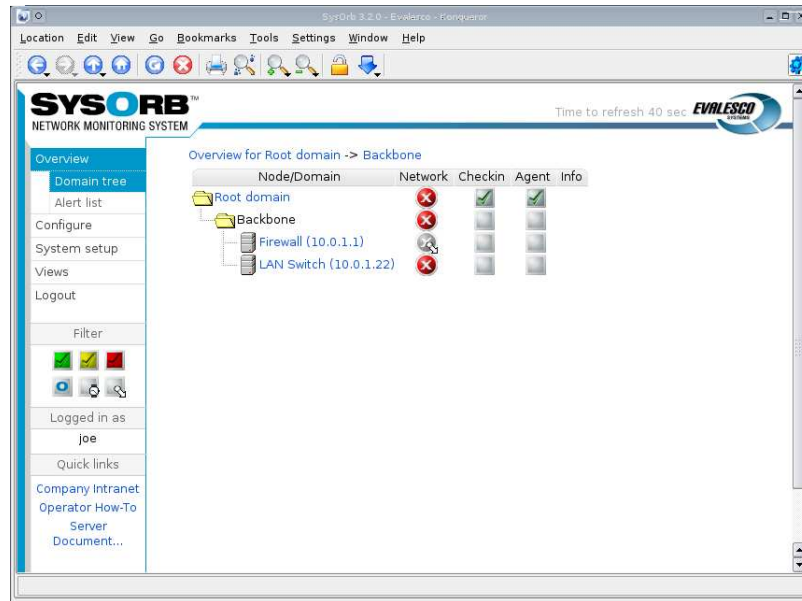 SysOrb 3.2.0 - Evalesco - Konqueror
Location Edit View Go Bookmarks Tools Settings Window Help
SYSORB™
NETWORK MONITORING SYSTEM
Time to refresh 40 sec
EVALESCO
SYSTEMS
Overview
Domain tree
Alert list
Configure
System setup
Views
Logout
Filter
Logged in as
joe
Quick links
Company Intranet
Operator How-To
Server
Document...
Overview for Root domain -> Backbone
Node/Domain Network Checkin Agent Info
Root domain
Backbone
Firewall (10.0.1.1)
LAN Switch (10.0.1.22)